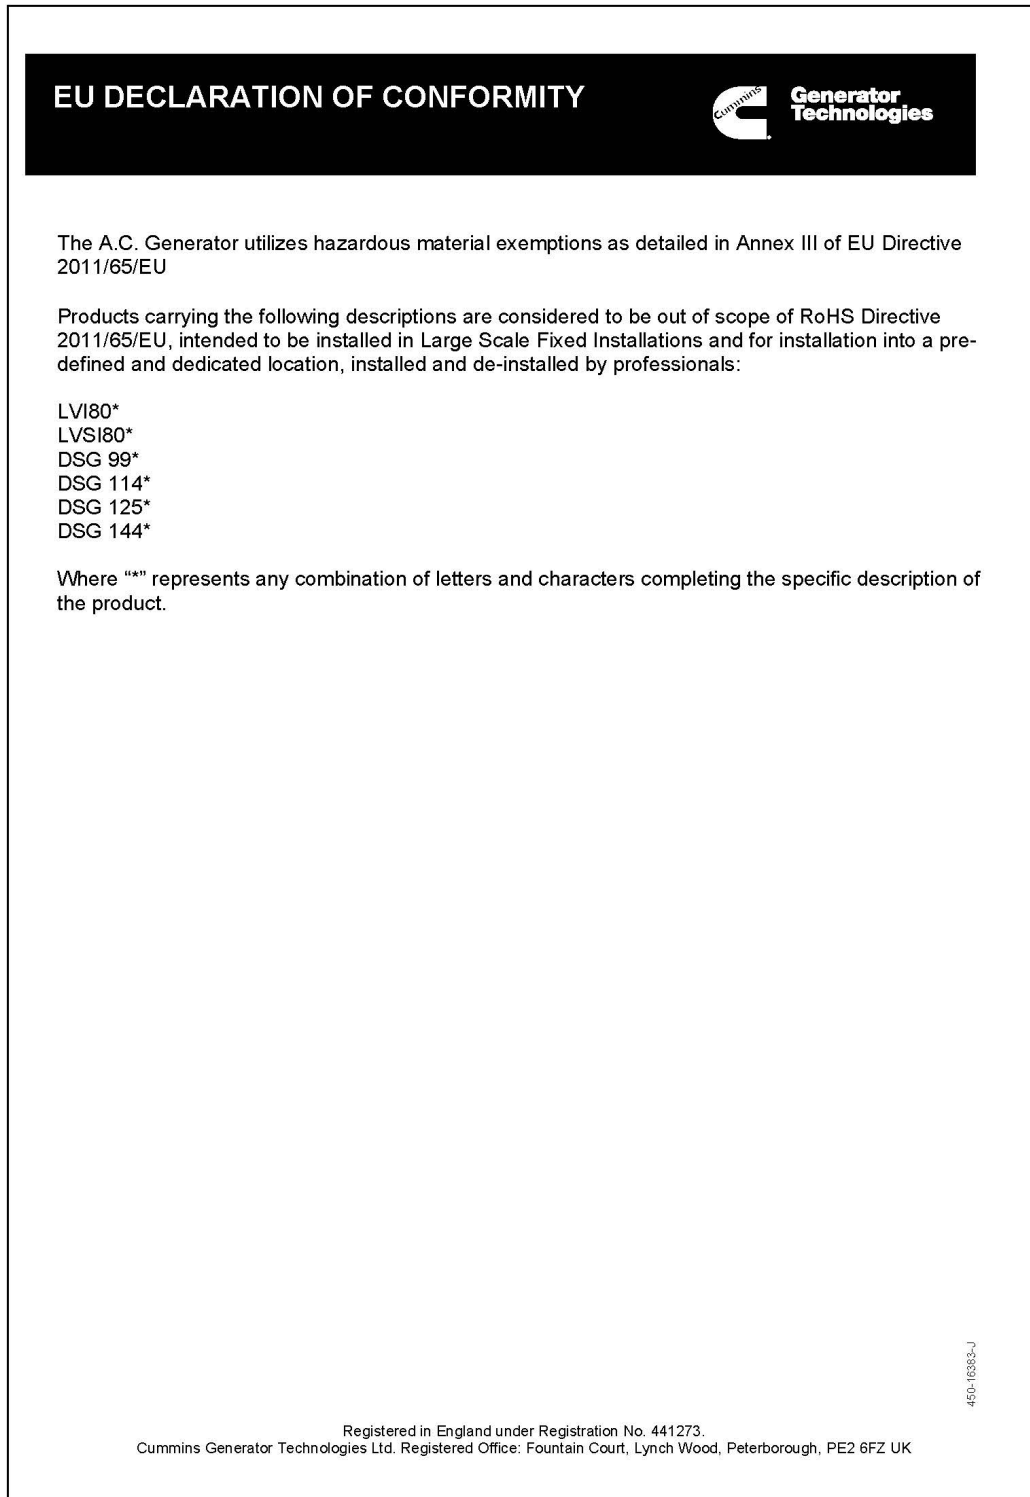 EU DECLARATION OF CONFORMITY
Cummins
Generator
Technologies
The A.C. Generator utilizes hazardous material exemptions as detailed in Annex III of EU Directive
2011/65/EU
Products carrying the following descriptions are considered to be out of scope of RoHS Directive
2011/65/EU, intended to be installed in Large Scale Fixed Installations and for installation into a pre-
defined and dedicated location, installed and de-installed by professionals:
LVI80*
LVSI80*
DSG 99*
DSG 114*
DSG 125*
DSG 144*
Where “*” represents any combination of letters and characters completing the specific description of
the product.
450-16383-J
Registered in England under Registration No. 441273.
Cummins Generator Technologies Ltd. Registered Office: Fountain Court, Lynch Wood, Peterborough, PE2 6FZ UK